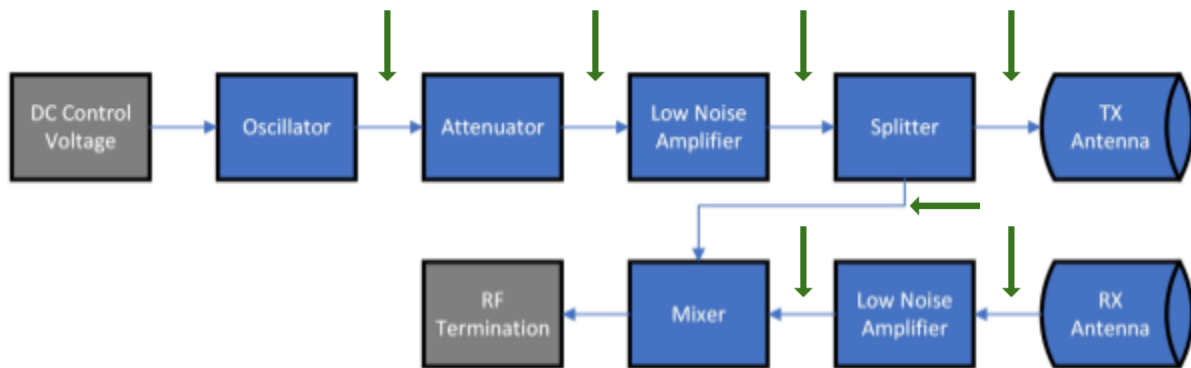 DC Control
Voltage
Oscillator
Attenuator
Low Noise
Amplifier
Splitter
TX
Antenna
RF
Termination
Mixer
Low Noise
Amplifier
RX
Antenna